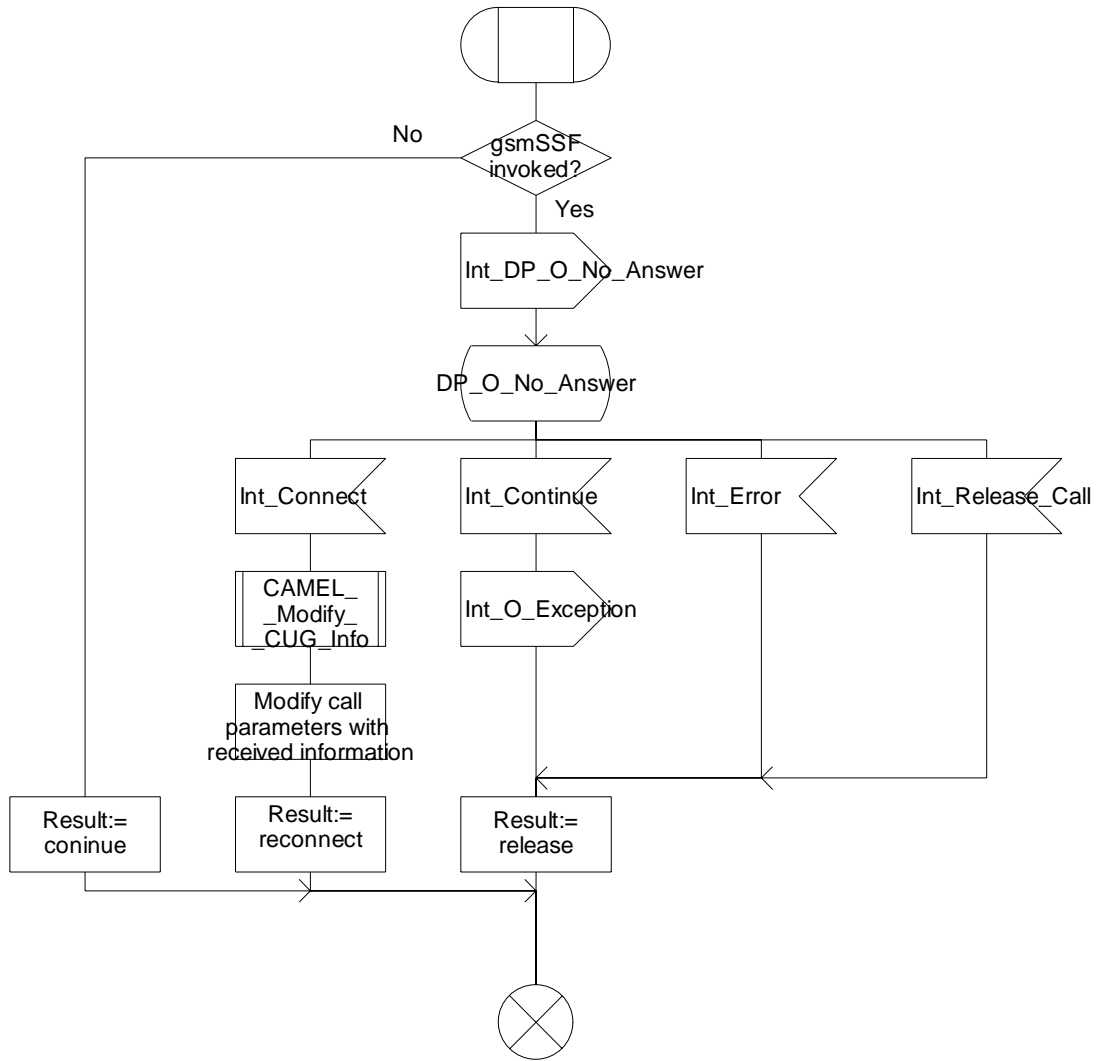 gsmSSF
invoked?
No
Yes
Int_DP_O_No_Answer
DP_O_No_Answer
Int_Connect
Int_Continue
Int_Error
Int_Release_Call
CAMEL_
_Modify_
_CUG_Info
Int_O_Exception
Modify call
parameters with
received information
Result:=
coninue
Result:=
reconnect
Result:=
release